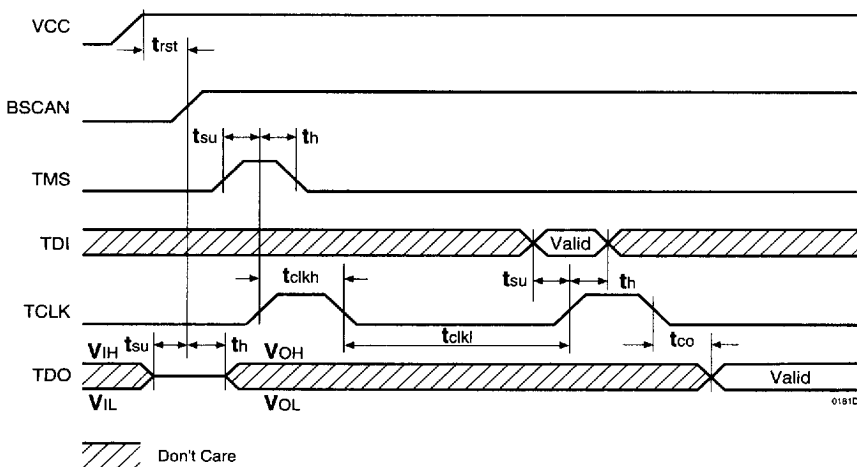 VCC
trst
BSCAN
tsu
th
TMS
TDI
Valid
tclkh
tsu
th
TCLK
tclkl
tco
tsu
th
VIH
VOH
TDO
Valid
VIL
VOL
0181D
Don't Care